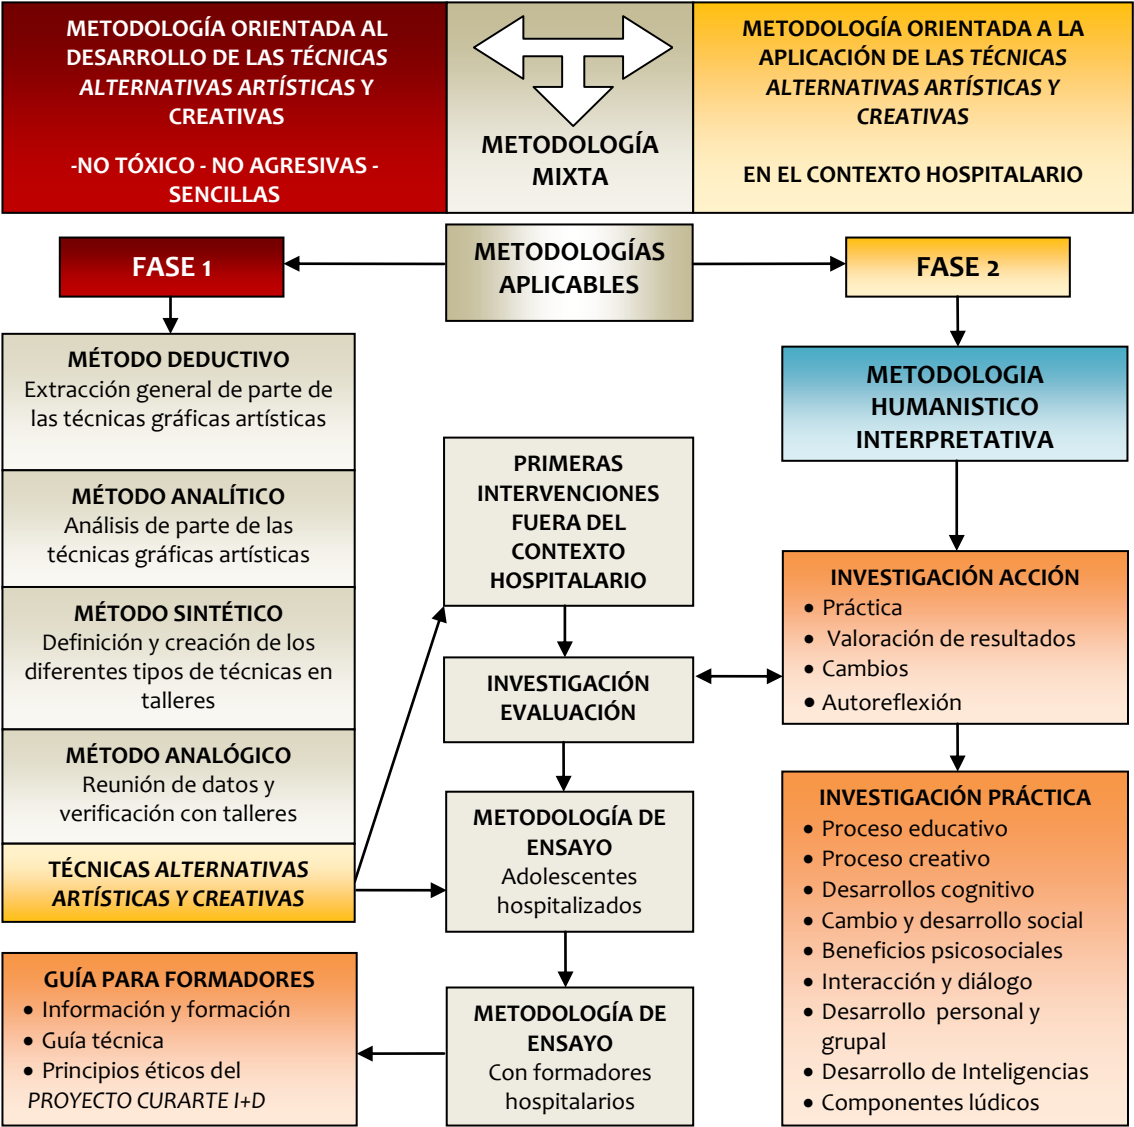 METODOLOGÍA ORIENTADA AL
DESARROLLO DE LAS TÉCNICAS
ALTERNATIVAS ARTÍSTICAS Y
CREATIVAS
-NO TÓXICO - NO AGRESIVAS -
SENCILLAS
METODOLOGÍA
MIXTA
METODOLOGÍA ORIENTADA A LA
APLICACIÓN DE LAS TÉCNICAS
ALTERNATIVAS ARTÍSTICAS Y
CREATIVAS
EN EL CONTEXTO HOSPITALARIO
FASE 1
METODOLOGÍAS
APLICABLES
FASE 2
MÉTODO DEDUCTIVO
Extracción general de parte de
las técnicas gráficas artísticas
MÉTODO ANALÍTICO
Análisis de parte de las
técnicas gráficas artísticas
MÉTODO SINTÉTICO
Definición y creación de los
diferentes tipos de técnicas en
talleres
MÉTODO ANALÓGICO
Reunión de datos y
verificación con talleres
TÉCNICAS ALTERNATIVAS
ARTÍSTICAS Y CREATIVAS
GUÍA PARA FORMADORES
• Información y formación
• Guía técnica
• Principios éticos del
PROYECTO CURARTE I+D
PRIMERAS
INTERVENCIONES
FUERA DEL
CONTEXTO
HOSPITALARIO
INVESTIGACIÓN
EVALUACIÓN
METODOLOGÍA DE
ENSAYO
Adolescentes
hospitalizados
METODOLOGÍA DE
ENSAYO
Con formadores
hospitalarios
METODOLOGIA
HUMANISTICO
INTERPRETATIVA
INVESTIGACIÓN ACCIÓN
• Práctica
• Valoración de resultados
• Cambios
• Autoreflexión
INVESTIGACIÓN PRÁCTICA
• Proceso educativo
• Proceso creativo
• Desarrollos cognitivo
• Cambio y desarrollo social
• Beneficios psicosociales
• Interacción y diálogo
• Desarrollo personal y
grupal
• Desarrollo de Inteligencias
• Componentes lúdicos